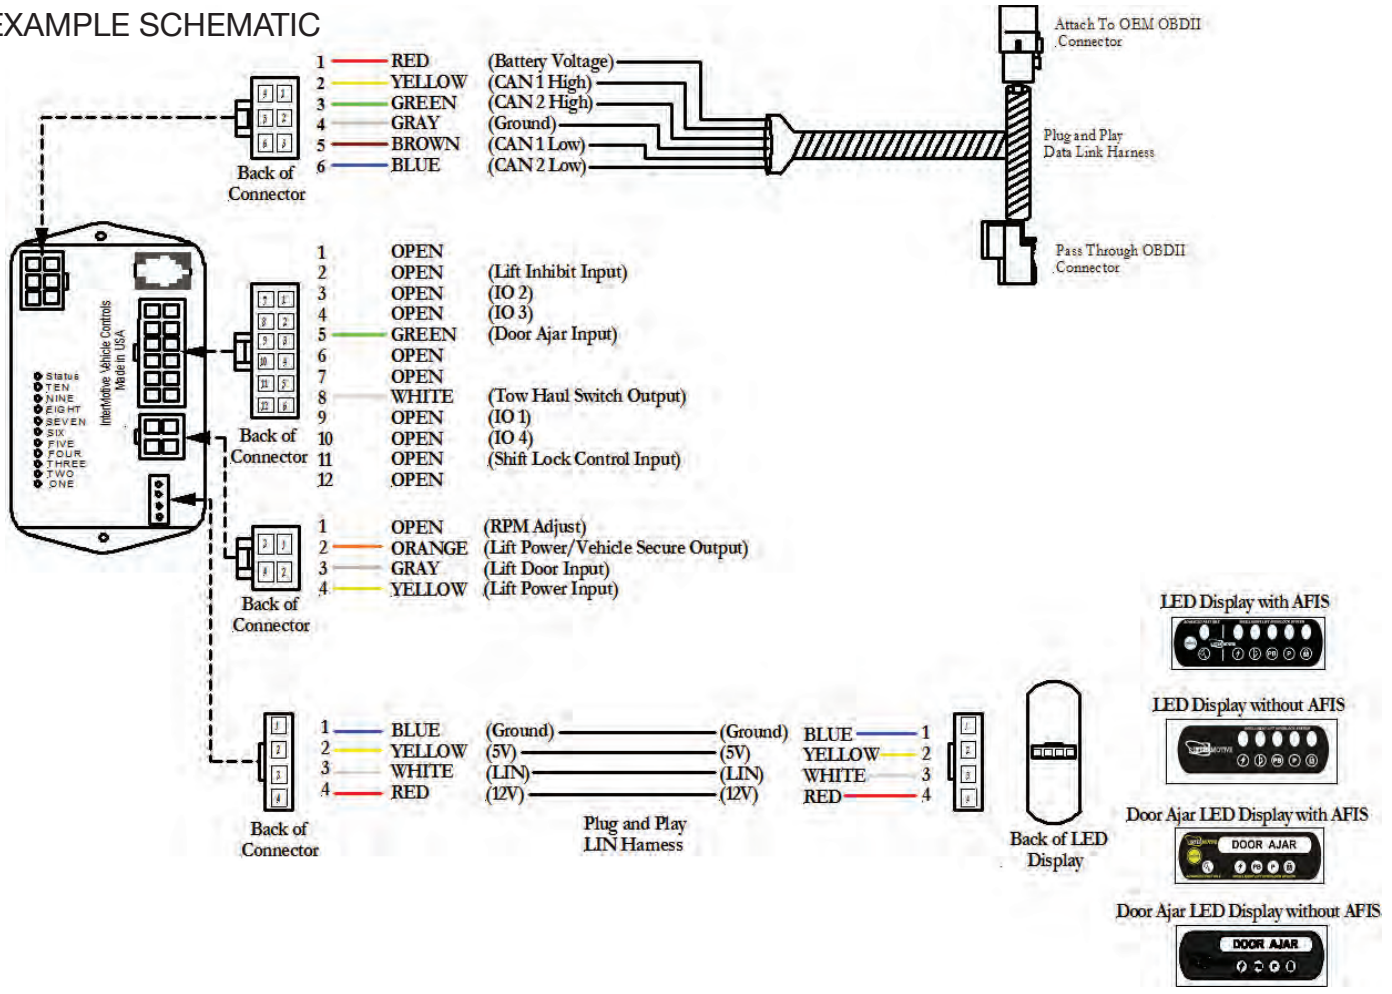 EXAMPLE SCHEMATIC
1 RED (Battery Voltage)
2 YELLOW (CAN 1 High)
3 GREEN (CAN 2 High)
4 GRAY (Ground)
5 BROWN (CAN 1 Low)
6 BLUE (CAN 2 Low)
Back of
Connector
Attach To OEM OBDII
Connector
Plug and Play
Data Link Harness
Pass Through OBDII
Connector
InterMotive Vehicle Controls
Made in USA
Status
TEN
NINE
EIGHT
SEVEN
SIX
FIVE
FOUR
THREE
TWO
ONE
1 OPEN
2 OPEN (Lift Inhibit Input)
3 OPEN (IO 2)
4 OPEN (IO 3)
5 GREEN (Door Ajar Input)
6 OPEN
7 OPEN
8 WHITE (Tow Haul Switch Output)
9 OPEN (IO 1)
10 OPEN (IO 4)
11 OPEN (Shift Lock Control Input)
12 OPEN
Back of
Connector
1 OPEN (RPM Adjust)
2 ORANGE (Lift Power/Vehicle Secure Output)
3 GRAY (Lift Door Input)
4 YELLOW (Lift Power Input)
Back of
Connector
1 BLUE (Ground) (Ground) BLUE 1
2 YELLOW (5V) (5V) YELLOW 2
3 WHITE (LIN) (LIN) WHITE 3
4 RED (12V) (12V) RED 4
Back of
Connector
Plug and Play
LIN Harness
Back of LED
Display
LED Display with AFIS
PB P
LED Display without AFIS
PB P
Door Ajar LED Display with AFIS
DOOR AJAR
PB P
Door Ajar LED Display without AFIS
DOOR AJAR